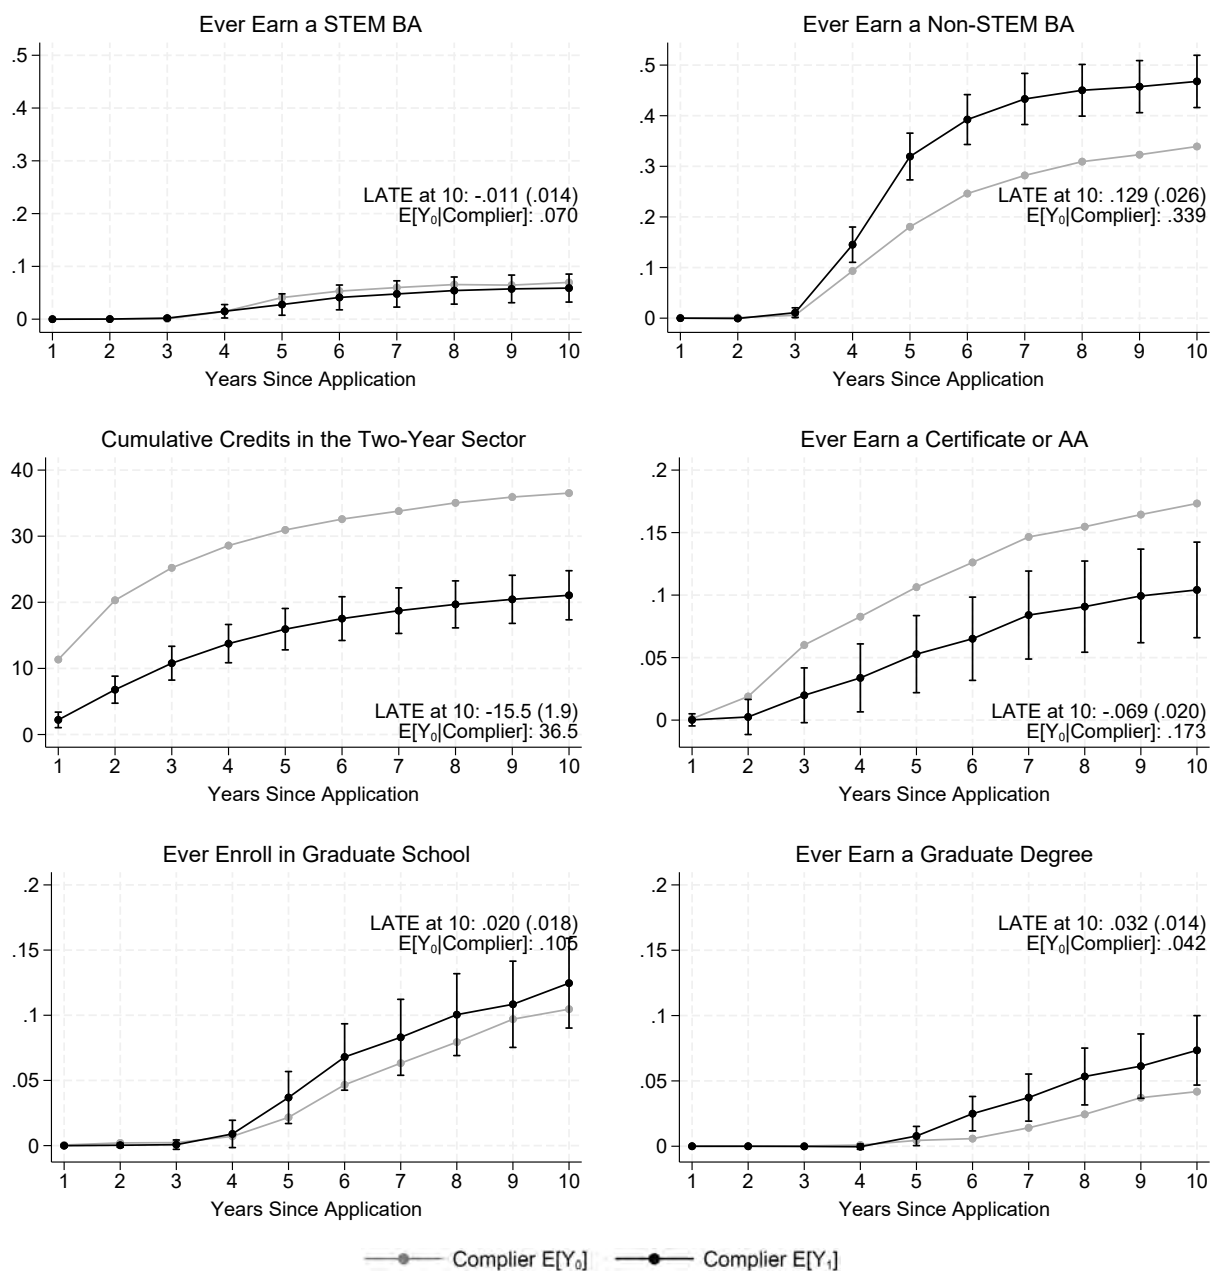 Ever Earn a STEM BA
.5
.4
.3
.2
.1
0
LATE at 10: -.011 (.014)
E[Y₀|Complier]: .070
1 2 3 4 5 6 7 8 9 10
Years Since Application
Ever Earn a Non-STEM BA
.5
.4
.3
.2
.1
0
LATE at 10: .129 (.026)
E[Y₀|Complier]: .339
1 2 3 4 5 6 7 8 9 10
Years Since Application
Cumulative Credits in the Two-Year Sector
40
30
20
10
0
LATE at 10: -15.5 (1.9)
E[Y₀|Complier]: 36.5
1 2 3 4 5 6 7 8 9 10
Years Since Application
Ever Earn a Certificate or AA
.2
.15
.1
.05
0
LATE at 10: -.069 (.020)
E[Y₀|Complier]: .173
1 2 3 4 5 6 7 8 9 10
Years Since Application
Ever Enroll in Graduate School
.2
.15
.1
.05
0
LATE at 10: .020 (.018)
E[Y₀|Complier]: .105
1 2 3 4 5 6 7 8 9 10
Years Since Application
Ever Earn a Graduate Degree
.2
.15
.1
.05
0
LATE at 10: .032 (.014)
E[Y₀|Complier]: .042
1 2 3 4 5 6 7 8 9 10
Years Since Application
Complier E[Y₀] Complier E[Y₁]